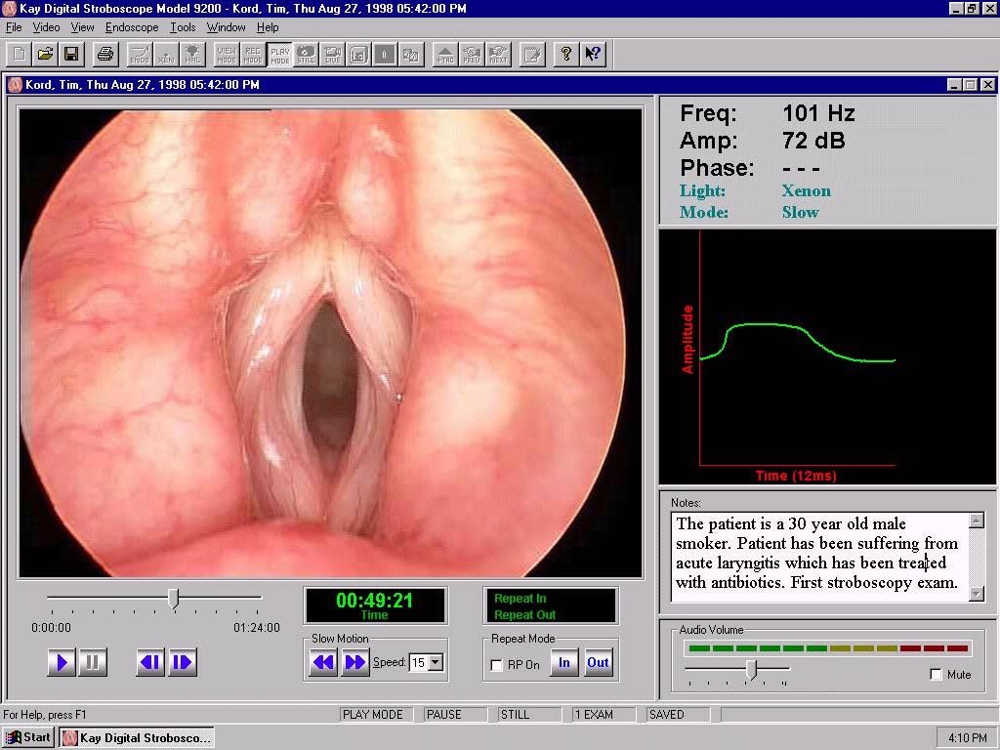 Kay Digital Stroboscope Model 9200 - Kord, Tim, Thu Aug 27, 1998 05:42:00 PM
File Video View Endoscope Tools Window Help
ENDO XEN HAL VIEW MODE REC MODE PLAY MODE STILL LIVE +TAG PREV NEXT
Kord, Tim, Thu Aug 27, 1998 05:42:00 PM
Freq: 101 Hz
Amp: 72 dB
Phase: - - -
Light: Xenon
Mode: Slow
Amplitude
Time (12ms)
Notes:
The patient is a 30 year old male
smoker. Patient has been suffering from
acute laryngitis which has been treated
with antibiotics. First stroboscopy exam.
0:00:00
01:24:00
00:49:21
Time
Repeat In
Repeat Out
Slow Motion
Speed: 15
Repeat Mode
RP On In Out
Audio Volume
Mute
For Help, press F1
PLAY MODE PAUSE STILL 1 EXAM SAVED
Start Kay Digital Strobosco... 4:10 PM